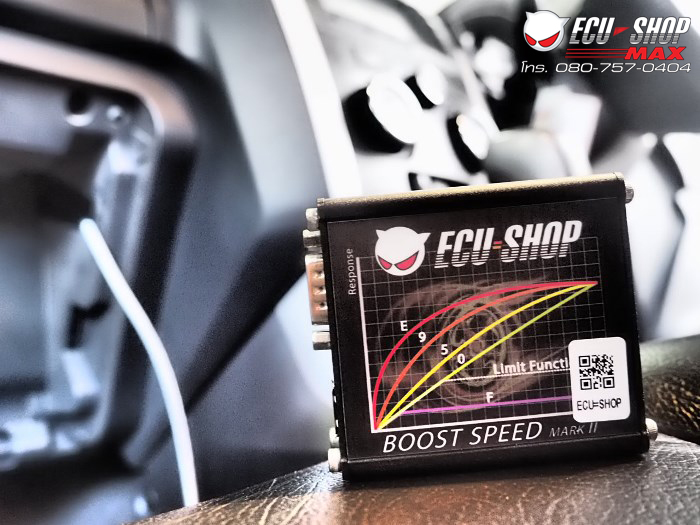 ECU=SHOP
MAX
โทร. 080-757-0404
ECU=SHOP
Response
E
9
5
0
Limit Functi
F
ECU=SHOP
BOOST SPEED MARK II